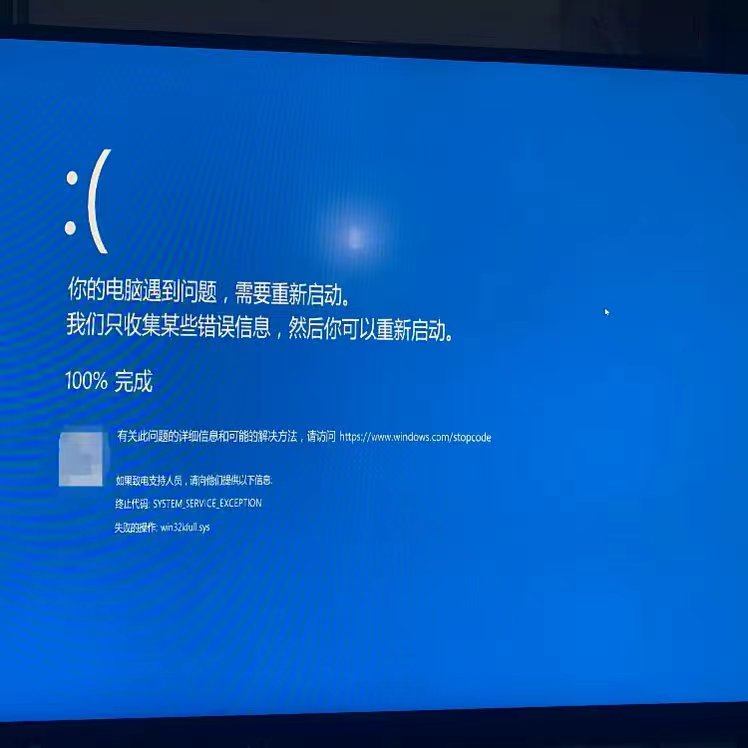 :(
你的电脑遇到问题，需要重新启动。
我们只收集某些错误信息，然后你可以重新启动。
100% 完成
有关此问题的详细信息和可能的解决方法，请访问 https://www.windows.com/stopcode
如果致电支持人员，请向他们提供以下信息:
终止代码: SYSTEM_SERVICE_EXCEPTION
失败的操作: win32kfull.sys